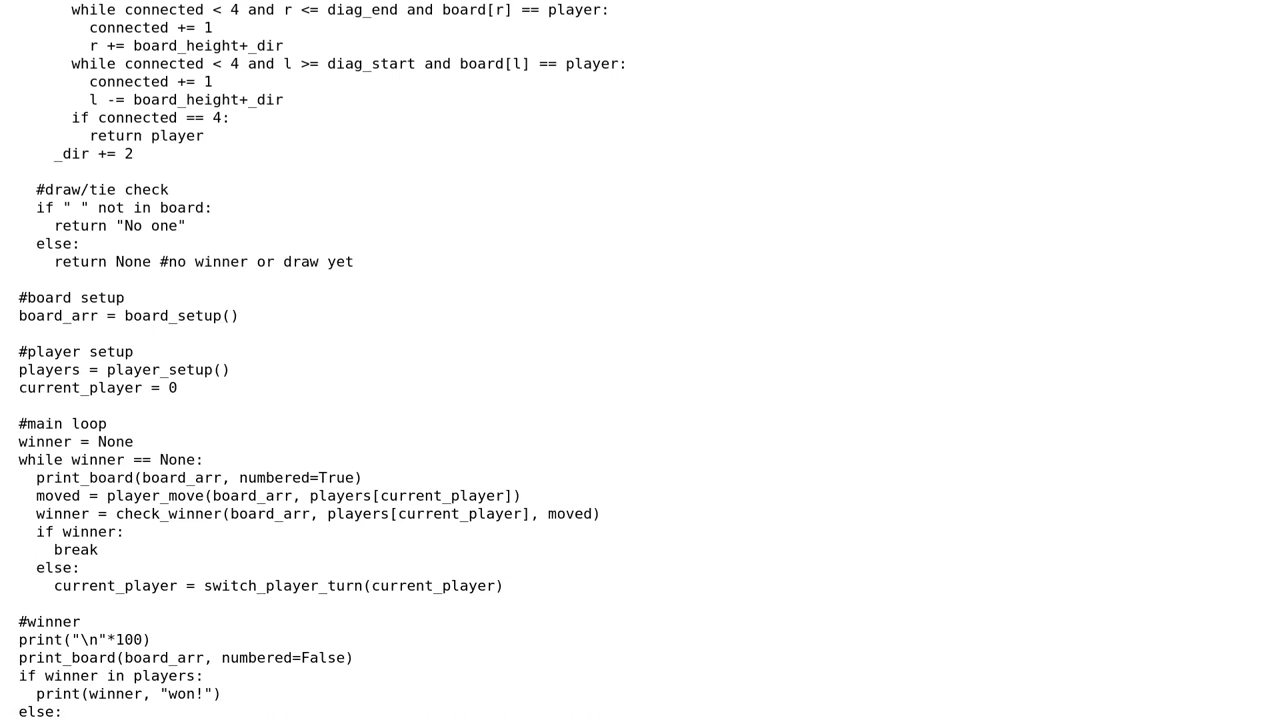 while connected < 4 and r <= diag_end and board[r] == player:
connected += 1
r += board_height+_dir
while connected < 4 and l >= diag_start and board[l] == player:
connected += 1
l -= board_height+_dir
if connected == 4:
return player
_dir += 2
#draw/tie check
if " " not in board:
return "No one"
else:
return None #no winner or draw yet
#board setup
board_arr = board_setup()
#player setup
players = player_setup()
current_player = 0
#main loop
winner = None
while winner == None:
print_board(board_arr, numbered=True)
moved = player_move(board_arr, players[current_player])
winner = check_winner(board_arr, players[current_player], moved)
if winner:
break
else:
current_player = switch_player_turn(current_player)
#winner
print("\n"*100)
print_board(board_arr, numbered=False)
if winner in players:
print(winner, "won!")
else: